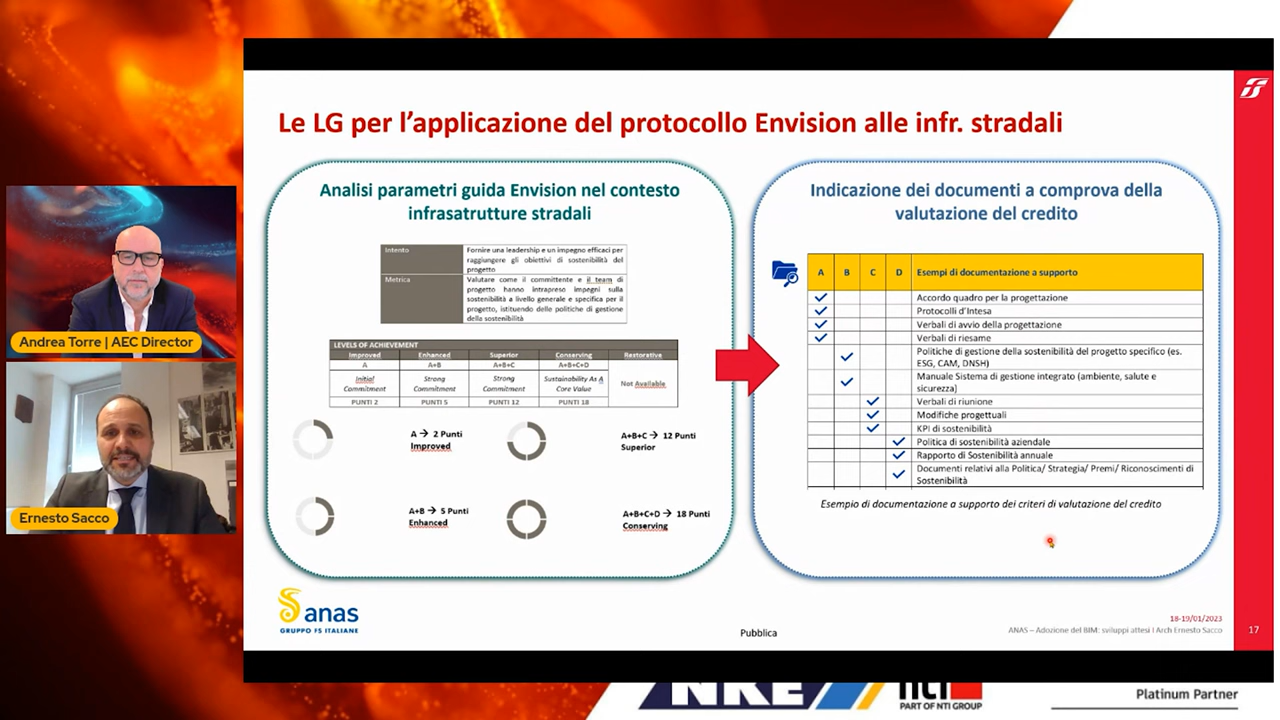 Le LG per l'applicazione del protocollo Envision alle infr. stradali
Analisi parametri guida Envision nel contesto
infrasatrutture stradali
Intento
Fornire una leadership e un impegno efficaci per
raggiungere gli obiettivi di sostenibilità del
progetto
Metrica
Valutare come il committente e il team di
progetto hanno intrapreso impegni sulla
sostenibilità a livello generale e specifica per il
progetto, istituendo delle politiche di gestione
della sostenibilità
LEVELS OF ACHIEVEMENT
Improved Enhanced Superior Conserving Restorative
A A+B A+B+C A+B+C+D
Initial Strong Strong Sustainability As A Not Available
Commitment Commitment Commitment Core Value
PUNTI 2 PUNTI 5 PUNTI 12 PUNTI 18
A → 2 Punti
Improved
A+B+C → 12 Punti
Superior
A+B → 5 Punti
Enhanced
A+B+C+D → 18 Punti
Conserving
Indicazione dei documenti a comprova della
valutazione del credito
A B C D Esempi di documentazione a supporto
Accordo quadro per la progettazione
Protocolli d'Intesa
Verbali di avvio della progettazione
Verbali di riesame
Politiche di gestione della sostenibilità del progetto specifico (es.
ESG, CAM, DNSH)
Manuale Sistema di gestione integrato (ambiente, salute e
sicurezza]
Verbali di riunione
Modifiche progettuali
KPI di sostenibilità
Politica di sostenibilità aziendale
Rapporto di Sostenibilità annuale
Documenti relativi alla Politica/ Strategia/ Premi/ Riconoscimenti di
Sostenibilità
Esempio di documentazione a supporto dei criteri di valutazione del credito
Andrea Torre | AEC Director
Ernesto Sacco
anas
GRUPPO FS ITALIANE
Pubblica
18-19/01/2023
ANAS – Adozione del BIM: sviluppi attesi I Arch Ernesto Sacco
17
nti
PART OF NTI GROUP
Platinum Partner